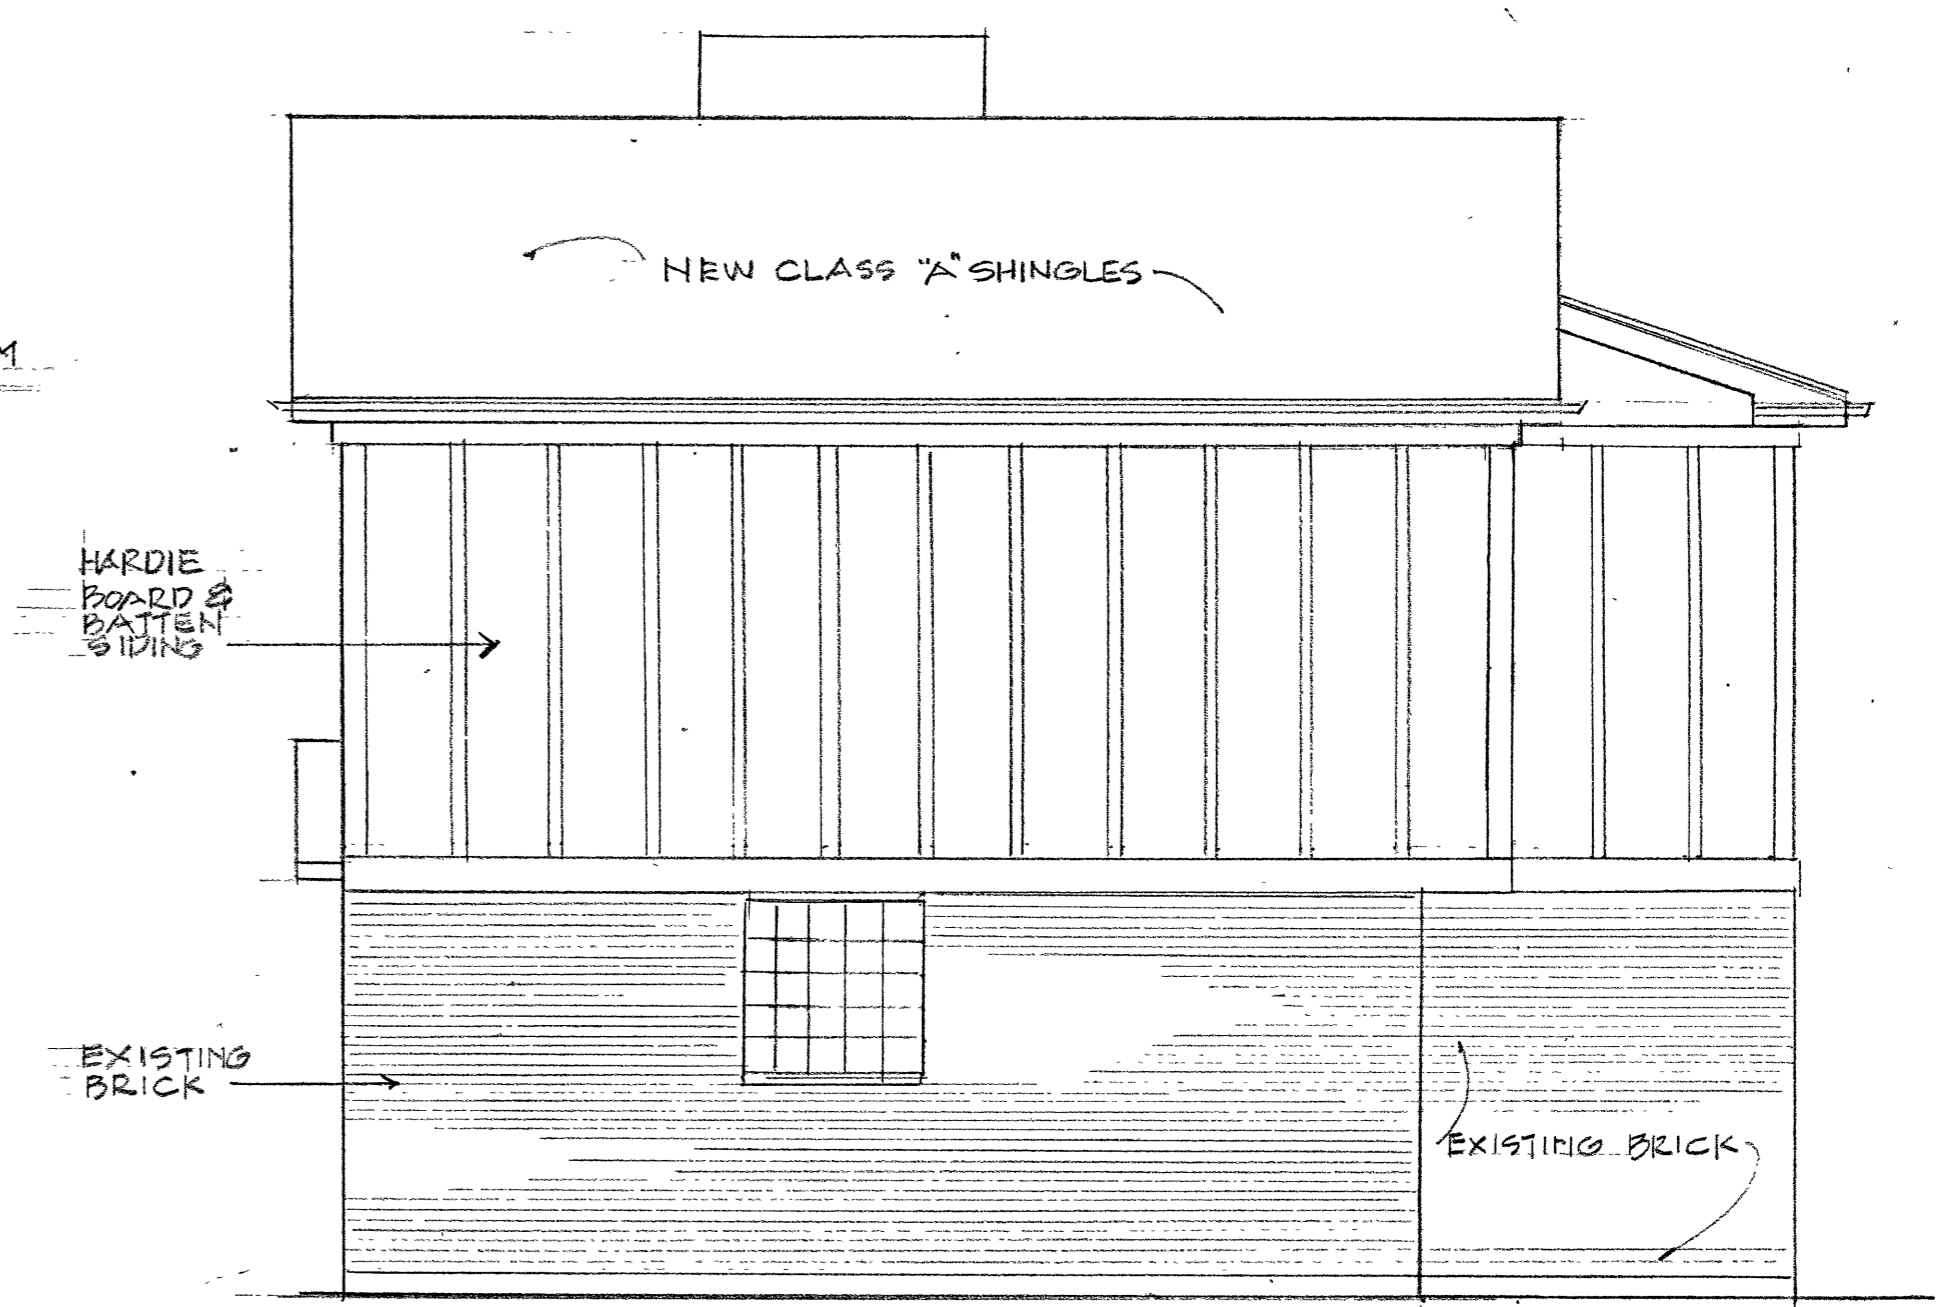 NEW CLASS "A" SHINGLES
M
HARDIE
BOARD &
BATTEN
SIDING
EXISTING
BRICK
EXISTING BRICK